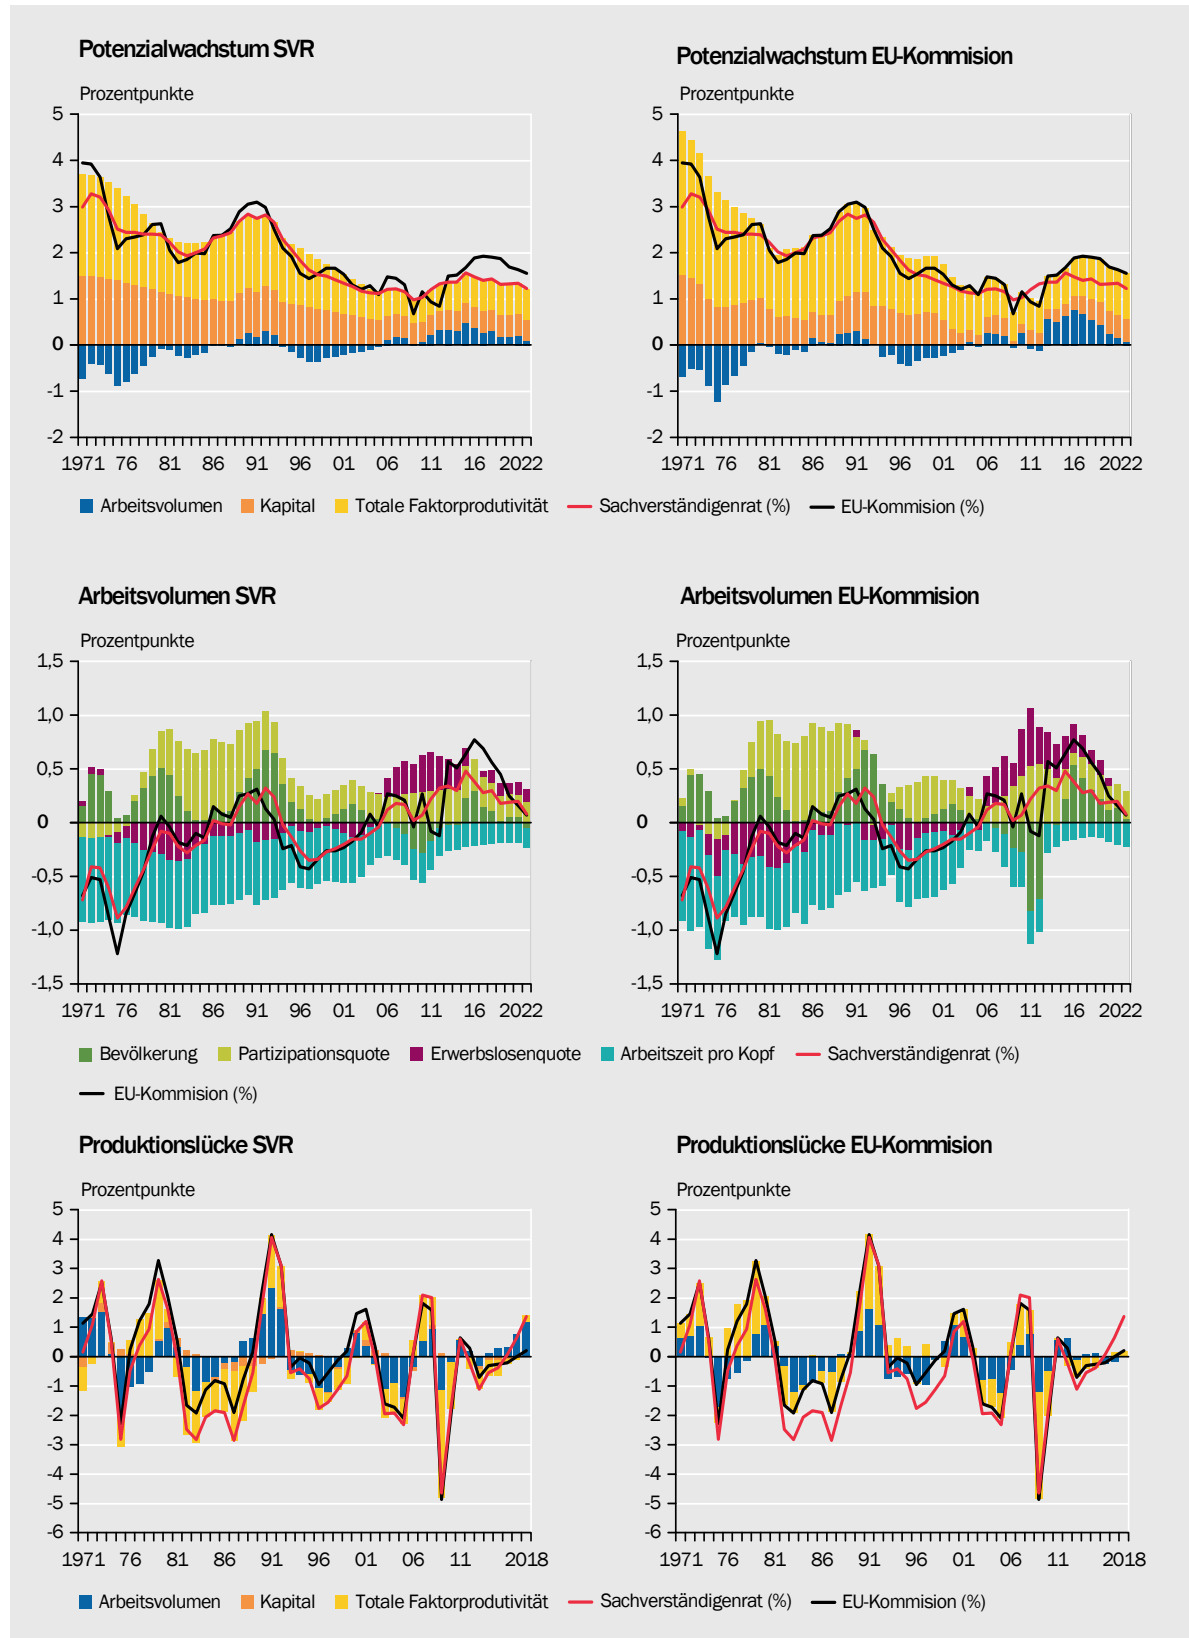 Potenzialwachstum SVR
Prozentpunkte
5
4
3
2
1
0
-1
-2
1971 76 81 86 91 96 01 06 11 16 2022
Potenzialwachstum EU-Kommision
Prozentpunkte
5
4
3
2
1
0
-1
-2
1971 76 81 86 91 96 01 06 11 16 2022
Arbeitsvolumen Kapital Totale Faktorprodutivität Sachverständigenrat (%) EU-Kommision (%)
Arbeitsvolumen SVR
Prozentpunkte
1,5
1,0
0,5
0
-0,5
-1,0
-1,5
1971 76 81 86 91 96 01 06 11 16 2022
Arbeitsvolumen EU-Kommision
Prozentpunkte
1,5
1,0
0,5
0
-0,5
-1,0
-1,5
1971 76 81 86 91 96 01 06 11 16 2022
Bevölkerung Partizipationsquote Erwerbslosenquote Arbeitszeit pro Kopf Sachverständigenrat (%)
EU-Kommision (%)
Produktionslücke SVR
Prozentpunkte
5
4
3
2
1
0
-1
-2
-3
-4
-5
-6
1971 76 81 86 91 96 01 06 11 2018
Produktionslücke EU-Kommision
Prozentpunkte
5
4
3
2
1
0
-1
-2
-3
-4
-5
-6
1971 76 81 86 91 96 01 06 11 2018
Arbeitsvolumen Kapital Totale Faktorprodutivität Sachverständigenrat (%) EU-Kommision (%)